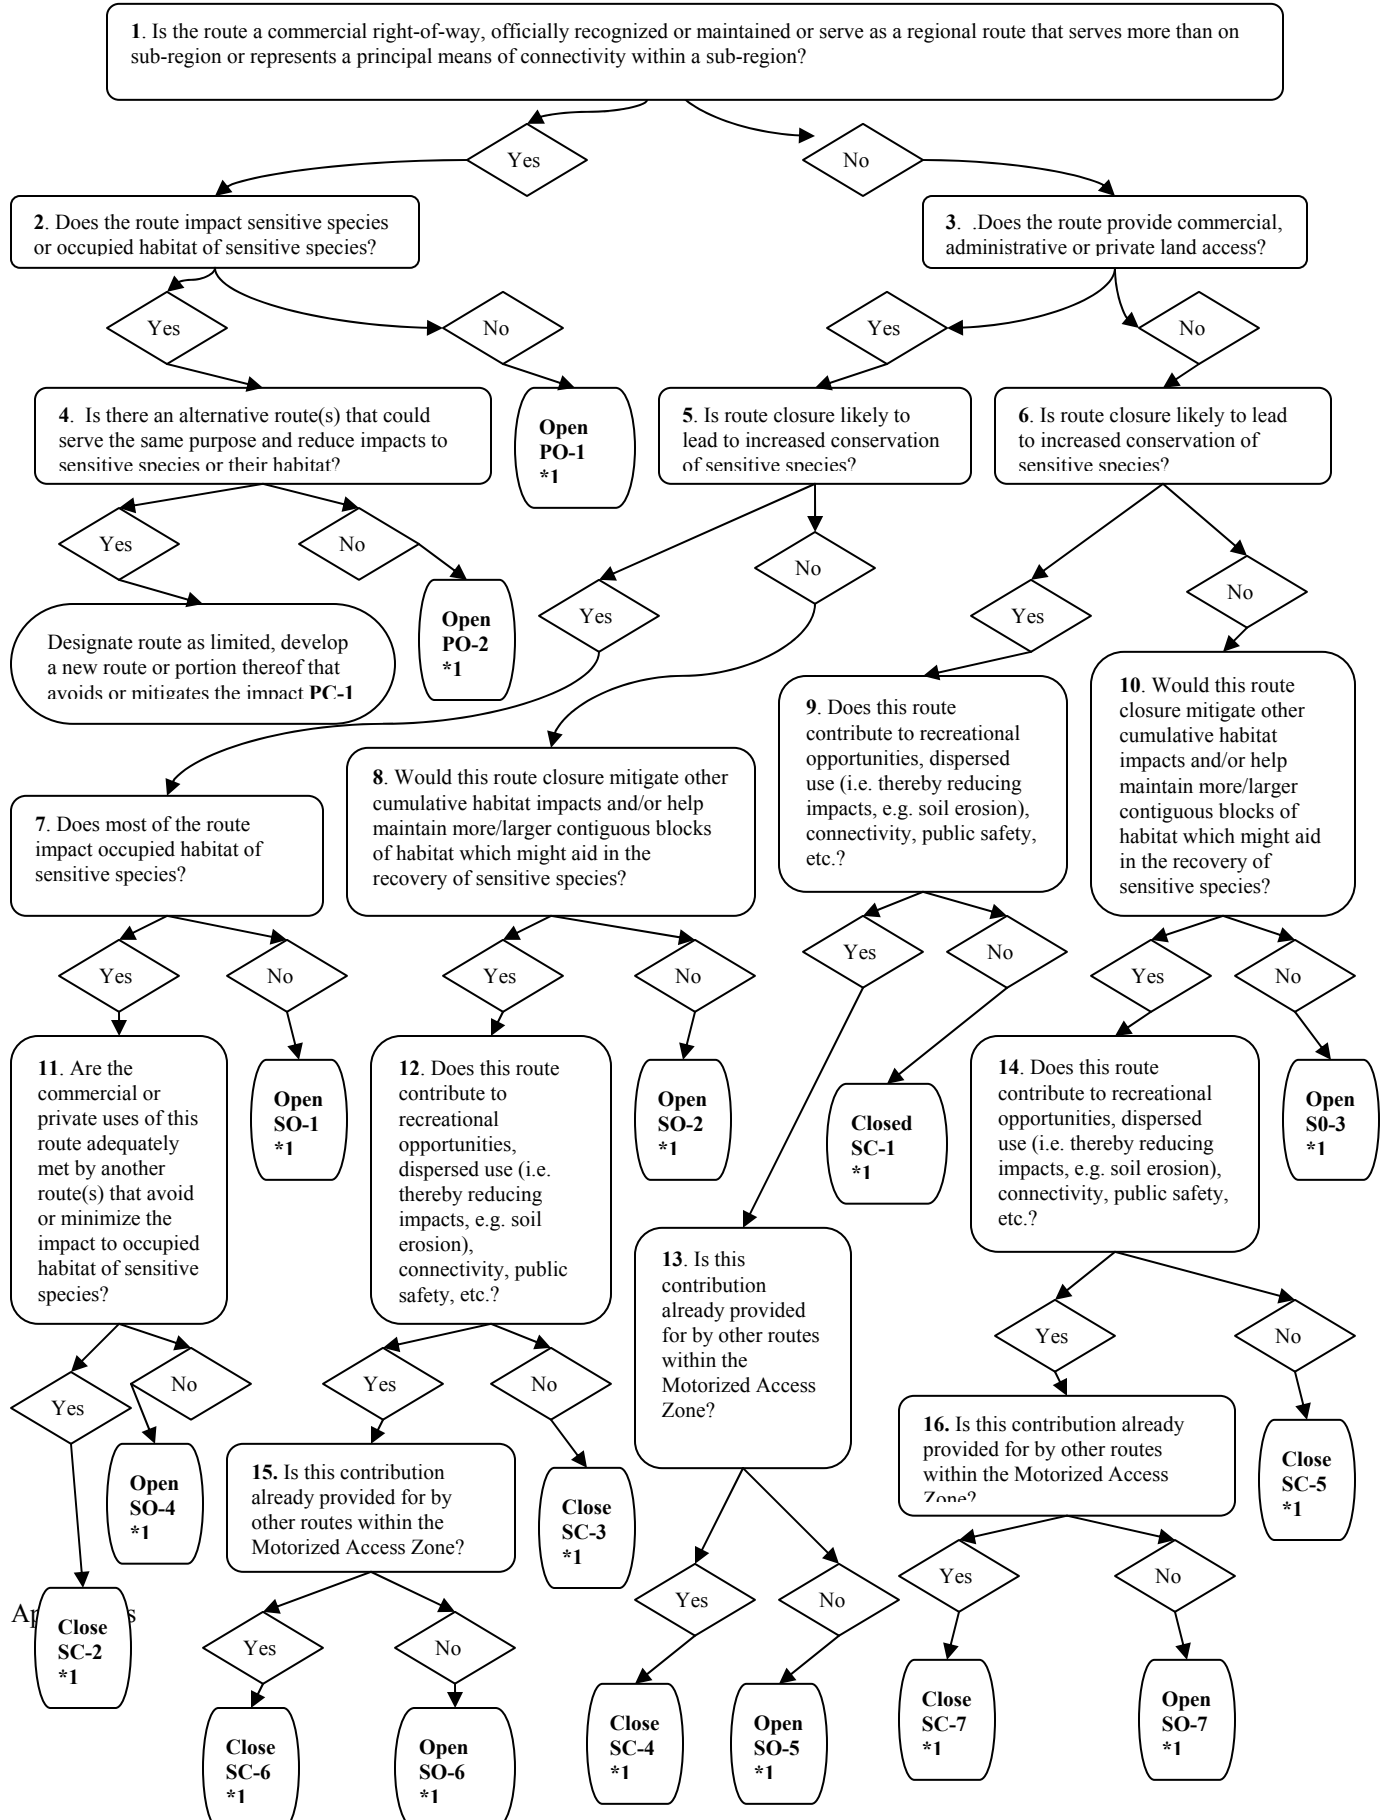 1. Is the route a commercial right-of-way, officially recognized or maintained or serve as a regional route that serves more than on
sub-region or represents a principal means of connectivity within a sub-region?
Yes
No
2. Does the route impact sensitive species
or occupied habitat of sensitive species?
3. .Does the route provide commercial,
administrative or private land access?
Yes
No
Yes
No
4. Is there an alternative route(s) that could
serve the same purpose and reduce impacts to
sensitive species or their habitat?
Open
PO-1
*1
5. Is route closure likely to
lead to increased conservation
of sensitive species?
6. Is route closure likely to lead
to increased conservation of
sensitive species?
Yes
No
Open
PO-2
*1
Yes
No
Yes
No
Designate route as limited, develop
a new route or portion thereof that
avoids or mitigates the impact PC-1
7. Does most of the route
impact occupied habitat of
sensitive species?
8. Would this route closure mitigate other
cumulative habitat impacts and/or help
maintain more/larger contiguous blocks
of habitat which might aid in the
recovery of sensitive species?
9. Does this route
contribute to recreational
opportunities, dispersed
use (i.e. thereby reducing
impacts, e.g. soil erosion),
connectivity, public safety,
etc.?
10. Would this route
closure mitigate other
cumulative habitat
impacts and/or help
maintain more/larger
contiguous blocks of
habitat which might aid
in the recovery of
sensitive species?
Yes
No
Yes
No
Yes
No
Yes
No
11. Are the
commercial or
private uses of this
route adequately
met by another
route(s) that avoid
or minimize the
impact to occupied
habitat of sensitive
species?
Open
SO-1
*1
12. Does this route
contribute to
recreational
opportunities,
dispersed use (i.e.
thereby reducing
impacts, e.g. soil
erosion),
connectivity, public
safety, etc.?
Open
SO-2
*1
Closed
SC-1
*1
14. Does this route
contribute to recreational
opportunities, dispersed
use (i.e. thereby reducing
impacts, e.g. soil erosion),
connectivity, public safety,
etc.?
Open
S0-3
*1
13. Is this
contribution
already provided
for by other routes
within the
Motorized Access
Zone?
Yes
No
Yes
No
Yes
No
Open
SO-4
*1
15. Is this contribution
already provided for by
other routes within the
Motorized Access Zone?
Close
SC-3
*1
16. Is this contribution already
provided for by other routes
within the Motorized Access
Zone?
Close
SC-5
*1
Close
SC-2
*1
Yes
No
Yes
No
Yes
No
Close
SC-6
*1
Open
SO-6
*1
Close
SC-4
*1
Open
SO-5
*1
Close
SC-7
*1
Open
SO-7
*1